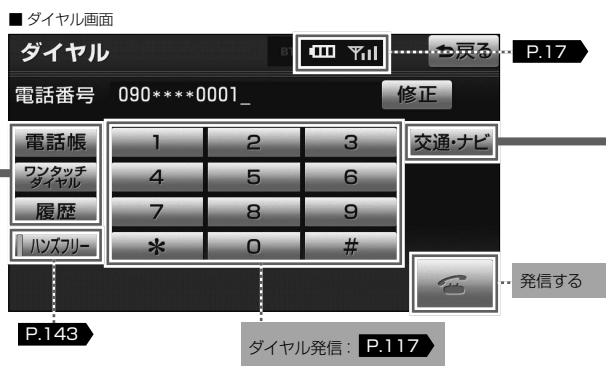 ■ ダイヤル画面
ダイヤル BT 戻る P.17
電話番号 090****0001_ 修正
電話帳 1 2 3 交通・ナビ
ワンタッチ
ダイヤル 4 5 6
履歴 7 8 9
ハンズフリー * 0 #
発信する
P.143
ダイヤル発信： P.117